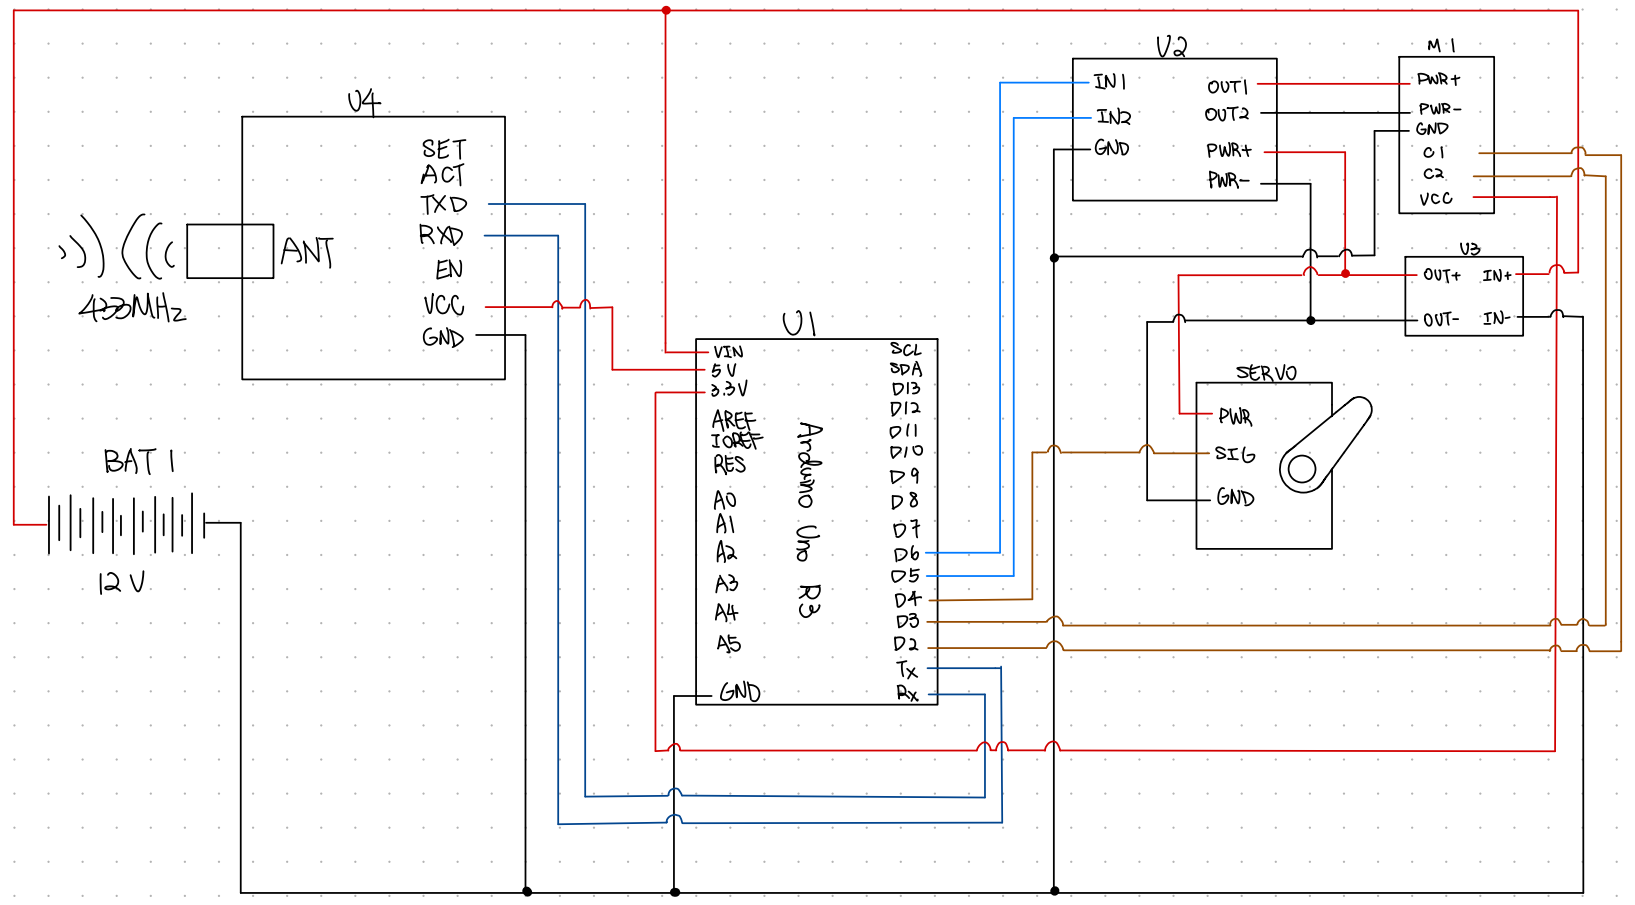 U4
SET
ACT
TXD
RXD
EN
VCC
GND
ANT
433MHz
BAT 1
12V
U1
VIN
5V
3.3V
AREF
IOREF
RES
A0
A1
A2
A3
A4
A5
GND
Arduino Uno R3
SCL
SDA
D13
D12
D11
D10
D9
D8
D7
D6
D5
D4
D3
D2
Tx
Rx
U2
IN1
IN2
GND
OUT1
OUT2
PWR+
PWR-
M1
PWR+
PWR-
GND
C1
C2
VCC
U3
OUT+ IN+
OUT- IN-
SERVO
PWR
SIG
GND